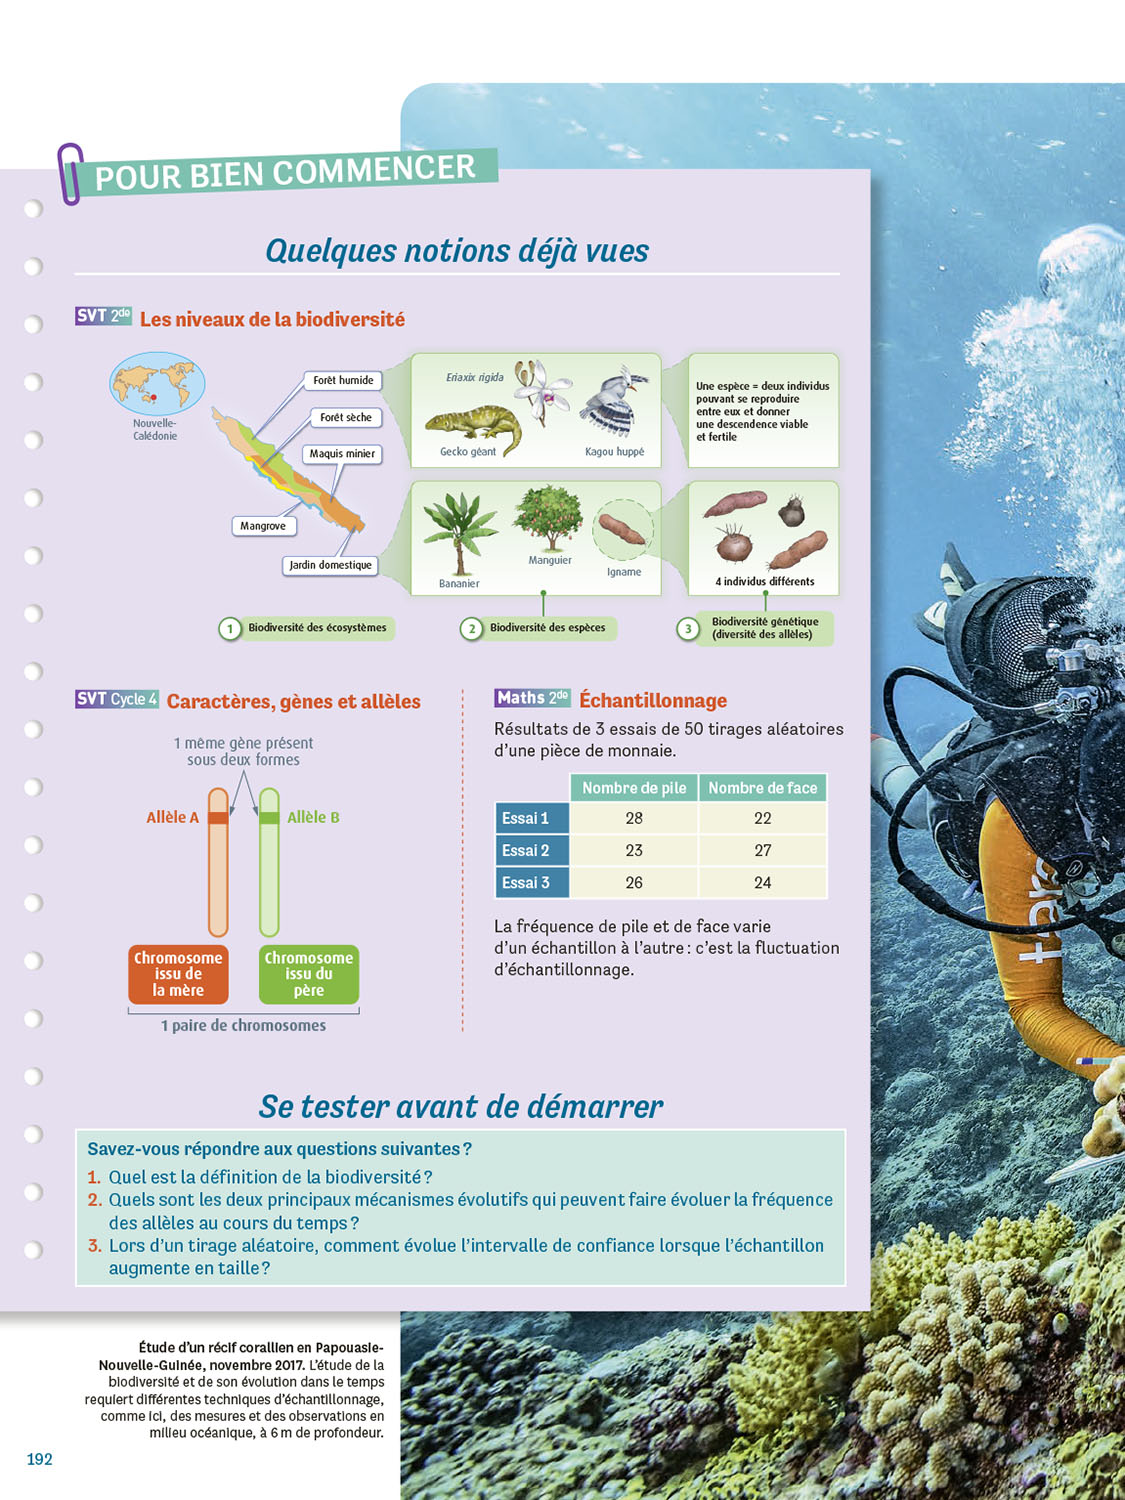 POUR BIEN COMMENCER
Quelques notions déjà vues
SVT 2de Les niveaux de la biodiversité
Nouvelle-
Calédonie
Forêt humide
Forêt sèche
Maquis minier
Mangrove
Jardin domestique
Eriaxix rigida
Gecko géant
Kagou huppé
Une espèce = deux individus
pouvant se reproduire
entre eux et donner
une descendence viable
et fertile
Bananier
Manguier
Igname
4 individus différents
1 Biodiversité des écosystèmes
2 Biodiversité des espèces
3 Biodiversité génétique
(diversité des allèles)
SVT Cycle 4 Caractères, gènes et allèles
1 même gène présent
sous deux formes
Allèle A
Allèle B
Chromosome
issu de
la mère
Chromosome
issu du
père
1 paire de chromosomes
Maths 2de Échantillonnage
Résultats de 3 essais de 50 tirages aléatoires
d'une pièce de monnaie.
Nombre de pile Nombre de face
Essai 1 28 22
Essai 2 23 27
Essai 3 26 24
La fréquence de pile et de face varie
d'un échantillon à l'autre : c'est la fluctuation
d'échantillonnage.
Se tester avant de démarrer
Savez-vous répondre aux questions suivantes ?
1. Quel est la définition de la biodiversité ?
2. Quels sont les deux principaux mécanismes évolutifs qui peuvent faire évoluer la fréquence
des allèles au cours du temps ?
3. Lors d'un tirage aléatoire, comment évolue l'intervalle de confiance lorsque l'échantillon
augmente en taille ?
Étude d'un récif corallien en Papouasie-
Nouvelle-Guinée, novembre 2017. L'étude de la
biodiversité et de son évolution dans le temps
requiert différentes techniques d'échantillonnage,
comme ici, des mesures et des observations en
milieu océanique, à 6 m de profondeur.
192